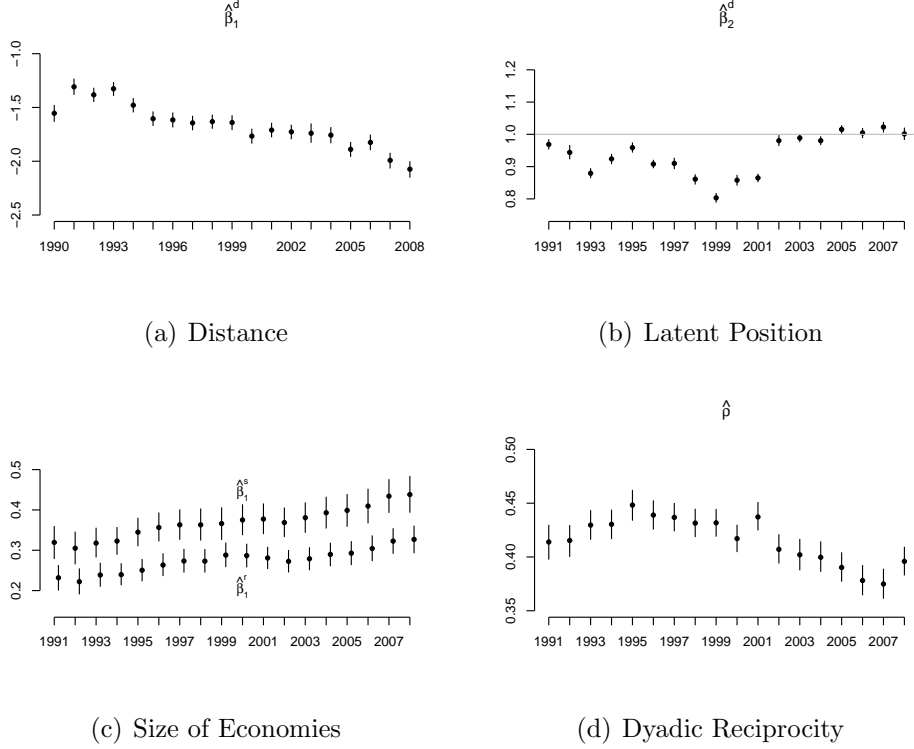 β̂₁ᵈ
−1.0
−1.5
−2.0
−2.5
1990 1993 1996 1999 2002 2005 2008
(a) Distance
β̂₂ᵈ
1.2
1.1
1.0
0.9
0.8
1991 1993 1995 1997 1999 2001 2003 2005 2007
(b) Latent Position
0.5
0.4
0.3
0.2
β̂₁ˢ
β̂₁ʳ
1991 1993 1995 1997 1999 2001 2003 2005 2007
(c) Size of Economies
ρ̂
0.50
0.45
0.40
0.35
1991 1993 1995 1997 1999 2001 2003 2005 2007
(d) Dyadic Reciprocity